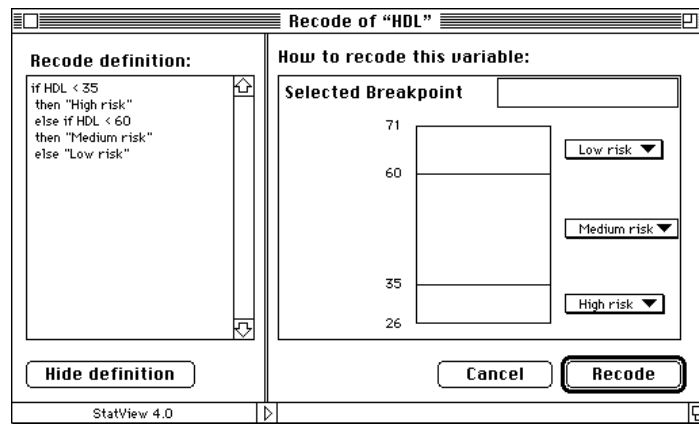 Recode of “HDL”
Recode definition:
if HDL < 35
then "High risk"
else if HDL < 60
then "Medium risk"
else "Low risk"
Hide definition
StatView 4.0
How to recode this variable:
Selected Breakpoint
71
Low risk
60
Medium risk
35
High risk
26
Cancel
Recode